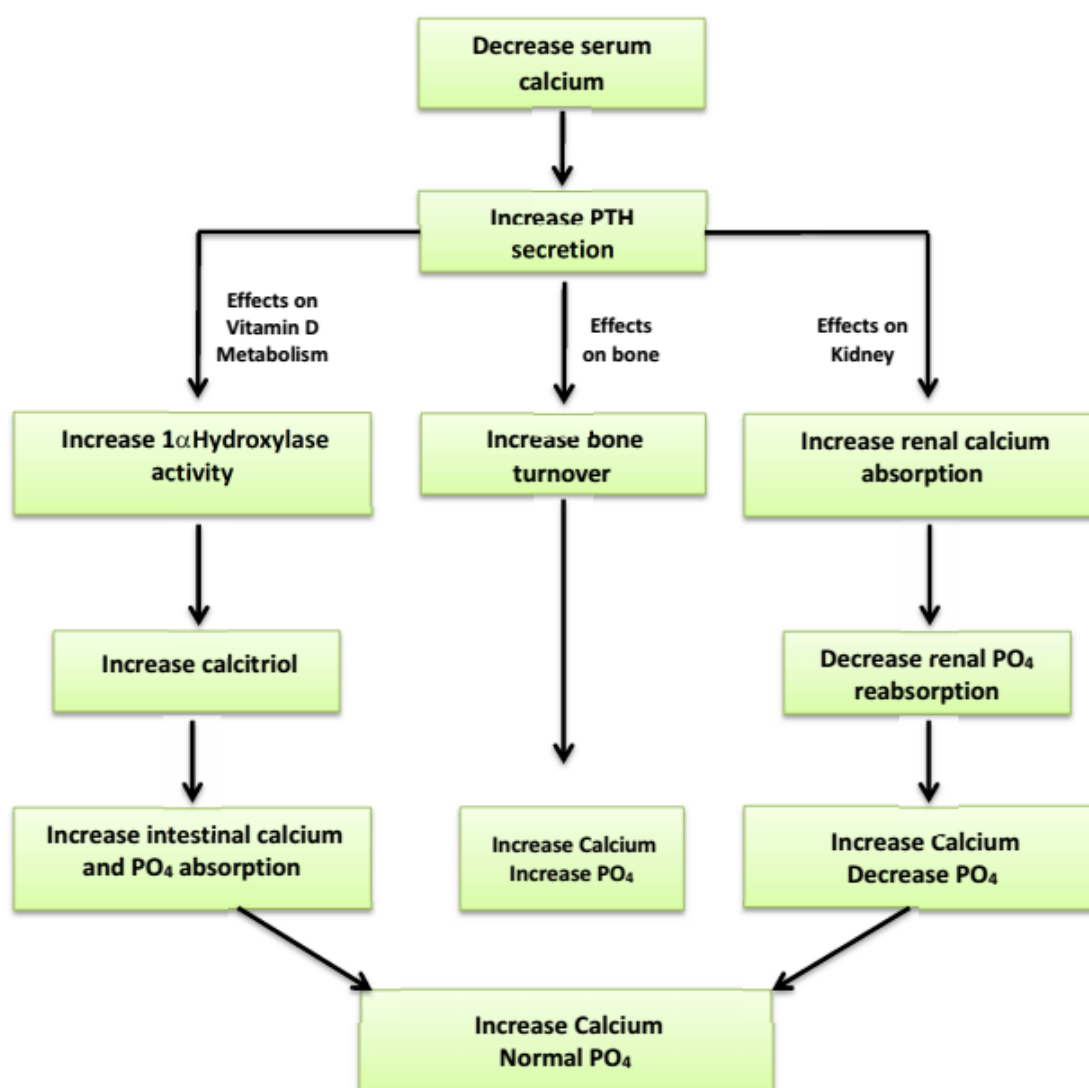 Decrease serum
calcium
Increase PTH
secretion
Effects on
Vitamin D
Metabolism
Effects
on bone
Effects on
Kidney
Increase 1αHydroxylase
activity
Increase bone
turnover
Increase renal calcium
absorption
Increase calcitriol
Decrease renal PO₄
reabsorption
Increase intestinal calcium
and PO₄ absorption
Increase Calcium
Increase PO₄
Increase Calcium
Decrease PO₄
Increase Calcium
Normal PO₄